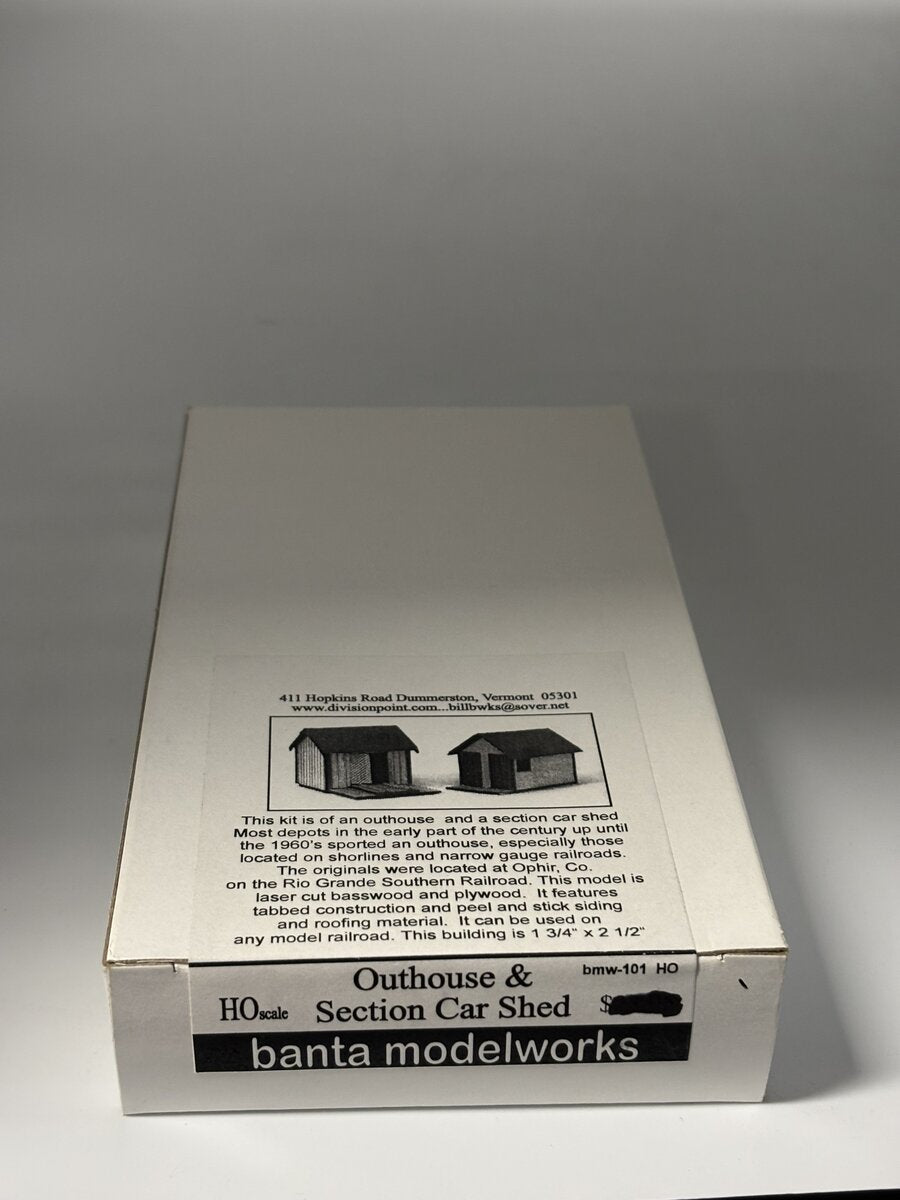 411 Hopkins Road Dummerston, Vermont 05301
www.divisionpoint.com...billbwks@sover.net
This kit is of an outhouse and a section car shed
Most depots in the early part of the century up until
the 1960's sported an outhouse, especially those
located on shorlines and narrow gauge railroads.
The originals were located at Ophir, Co.
on the Rio Grande Southern Railroad. This model is
laser cut basswood and plywood. It features
tabbed construction and peel and stick siding
and roofing material. It can be used on
any model railroad. This building is 1 3/4" x 2 1/2"
Outhouse & bmw-101 HO
HO scale Section Car Shed $
banta modelworks